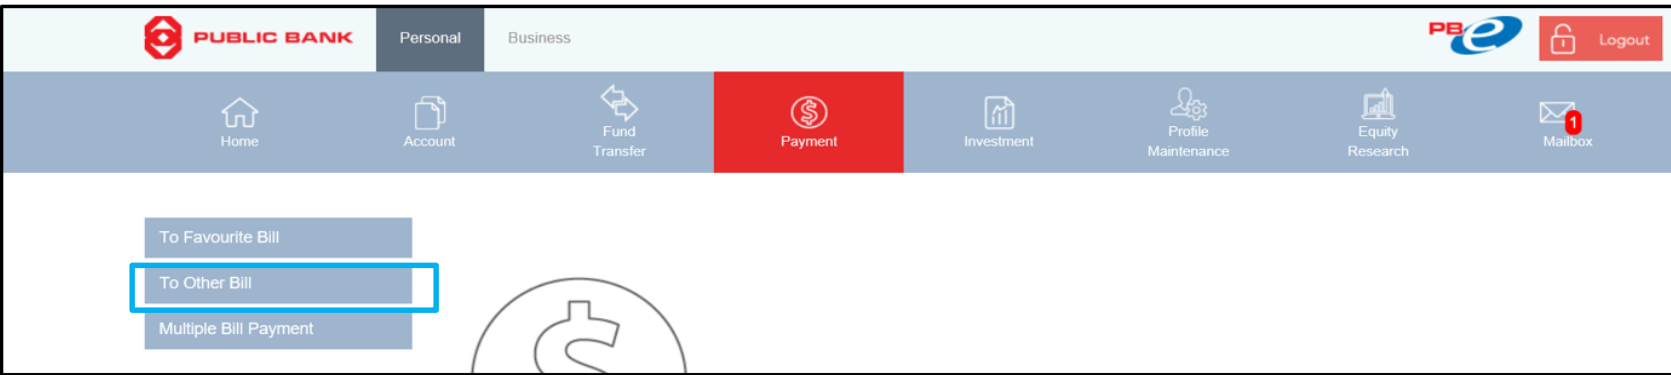 PUBLIC BANK
Personal
Business
PBe
Logout
Home
Account
Fund
Transfer
Payment
Investment
Profile
Maintenance
Equity
Research
1
Mailbox
To Favourite Bill
To Other Bill
Multiple Bill Payment